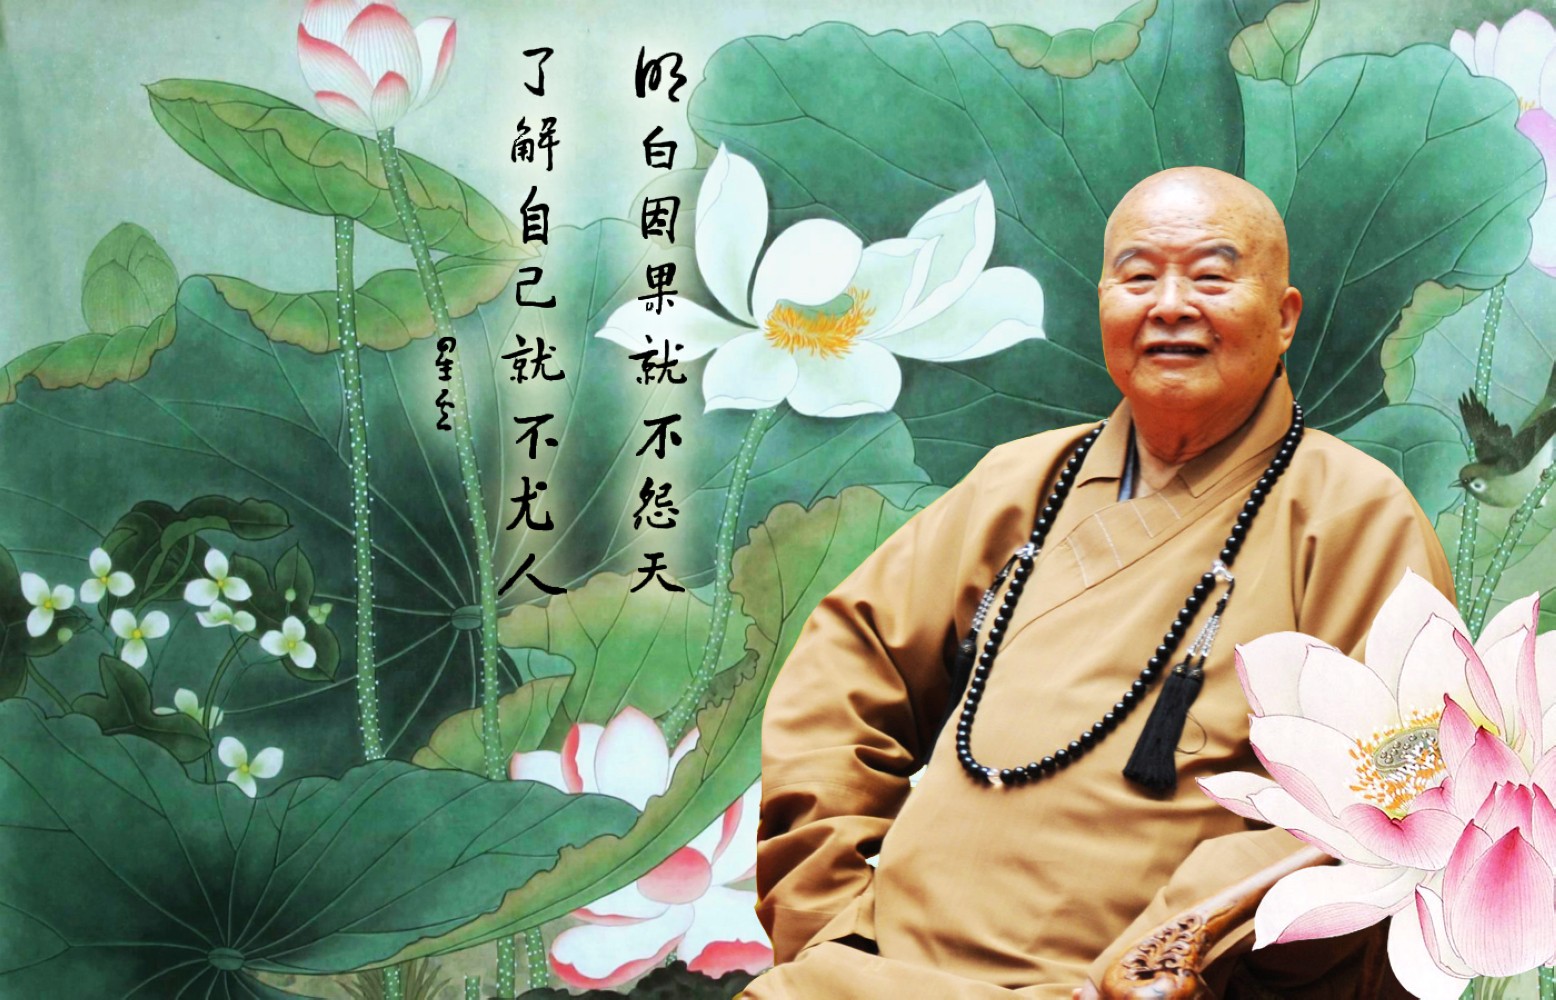 明白因果就不怨天
了解自己就不尤人
星云